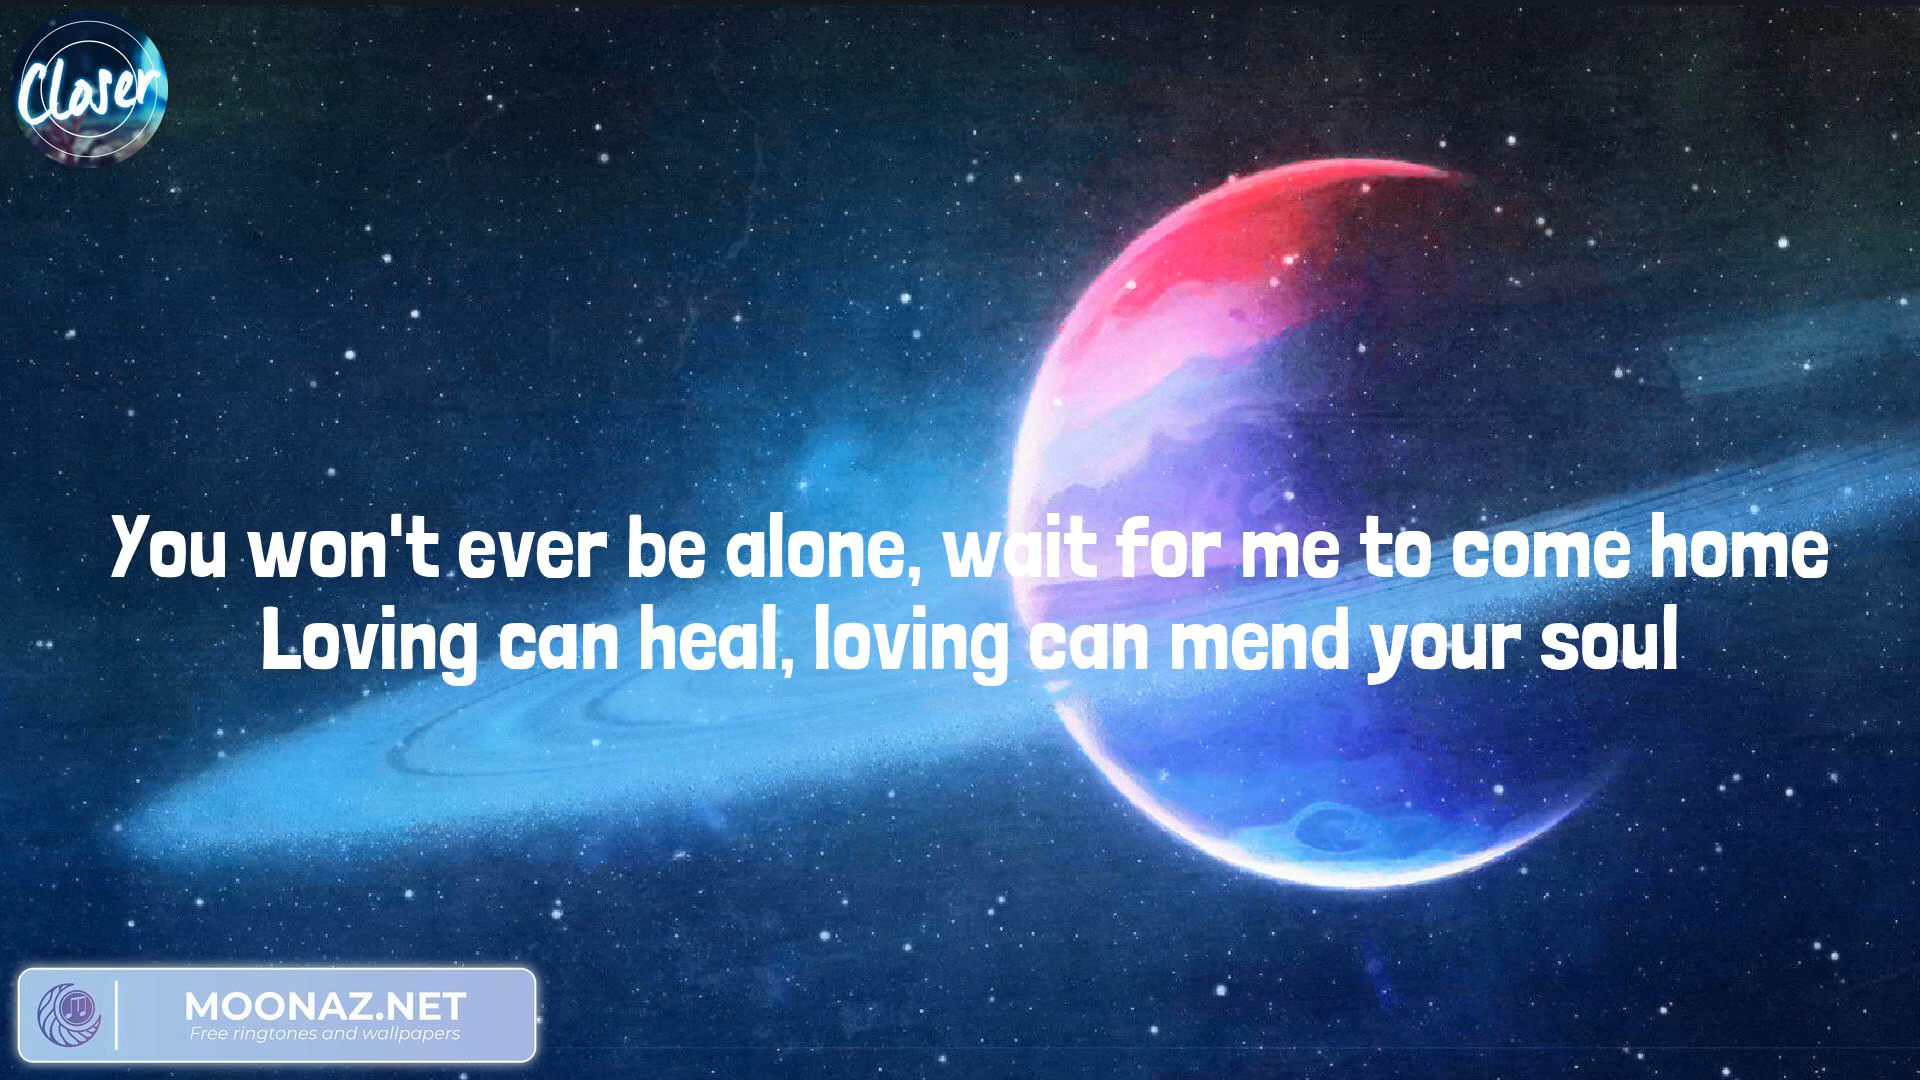 Closer
You won't ever be alone, wait for me to come home
Loving can heal, loving can mend your soul
MOONAZ.NET
Free ringtones and wallpapers